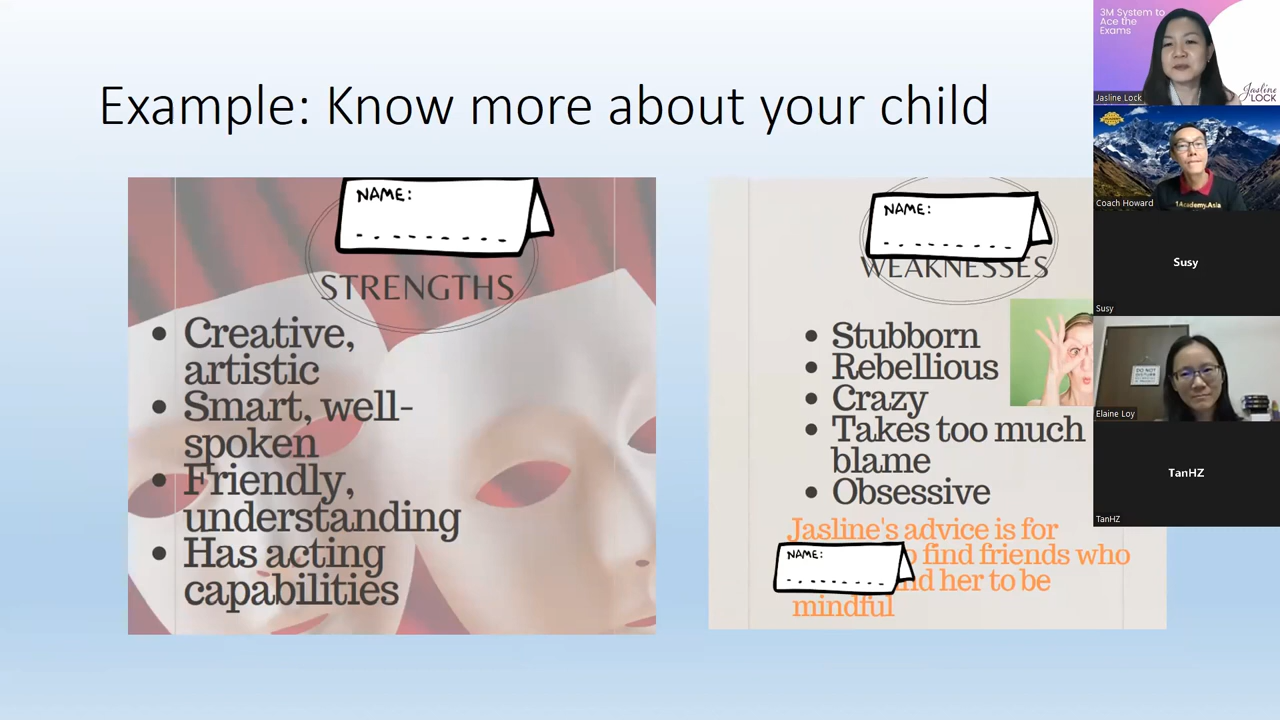 Example: Know more about your child
NAME:
STRENGTHS
• Creative,
artistic
• Smart, well-
spoken
• Friendly,
understanding
• Has acting
capabilities
NAME:
WEAKNESSES
• Stubborn
• Rebellious
• Crazy
• Takes too much
blame
• Obsessive
Jasline's advice is for
NAME:
find friends who
her to be
mindful
3M System to
Ace the
Exams
Jasline
LOCK
Jasline Lock
1Academy.Asia
Coach Howard
Susy
Susy
DO NOT
Elaine Loy
TanHZ
TanHZ